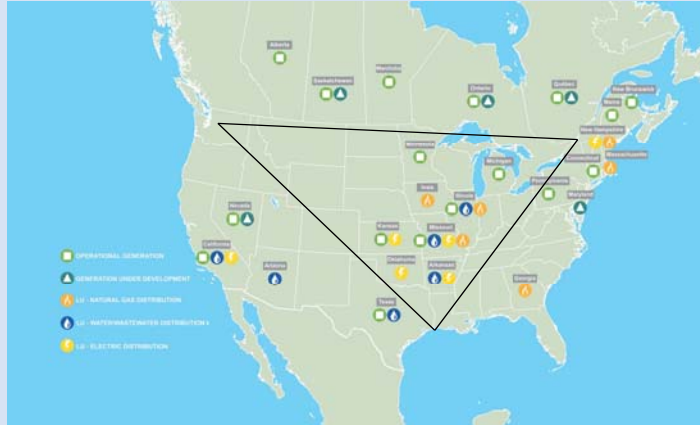 Alberta
Saskatchewan
Manitoba
Ontario
Quebec
New Brunswick
Maine
New Hampshire
Massachusetts
Connecticut
Minnesota
Michigan
Pennsylvania
Maryland
Iowa
Illinois
Nevada
California
Kansas
Missouri
Arizona
Oklahoma
Arkansas
Georgia
Texas
OPERATIONAL GENERATION
GENERATION UNDER DEVELOPMENT
LU - NATURAL GAS DISTRIBUTION
LU - WATER/WASTEWATER DISTRIBUTION
LU - ELECTRIC DISTRIBUTION